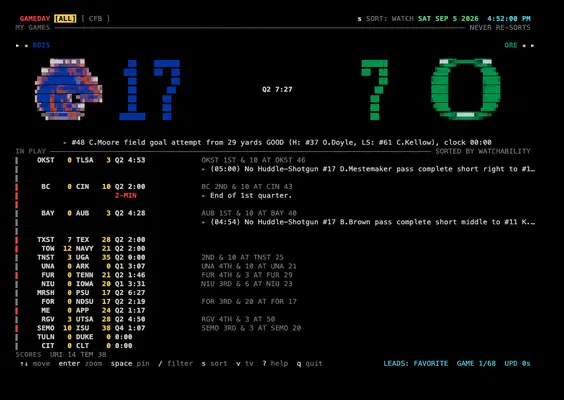 GAMEDAY [ALL] [ CFB ] s SORT: WATCH SAT SEP 5 2026 4:52:00 PM
MY GAMES NEVER RE-SORTS
▸ ★ BOIS ORE ★ ▸
17 Q2 7:27 7 O
▸ #48 C.Moore field goal attempt from 29 yards GOOD (H: #37 O.Doyle, LS: #61 C.Kellow), clock 00:00
IN PLAY SORTED BY WATCHABILITY
OKST 0 TLSA 3 Q2 4:53 OKST 1ST & 10 AT OKST 46
▸ (05:00) No Huddle-Shotgun #17 D.Mestemaker pass complete short right to #1…
BC 0 CIN 10 Q2 2:00 BC 2ND & 10 AT CIN 43
2-MIN ▸ End of 1st quarter.
BAY 0 AUB 3 Q2 4:28 AUB 1ST & 10 AT BAY 40
▸ (04:54) No Huddle-Shotgun #17 B.Brown pass complete short middle to #11 K.…
TXST 7 TEX 28 Q2 2:00
TOW 12 NAVY 21 Q2 2:00
TNST 3 UGA 35 Q2 0:00 2ND & 10 AT TNST 25
UNA 0 ARK 0 Q1 3:07 UNA 4TH & 10 AT UNA 21
FUR 0 TENN 21 Q2 1:46 FUR 4TH & 3 AT FUR 29
NIU 0 IOWA 20 Q1 3:31 NIU 3RD & 6 AT NIU 23
MRSH 0 PSU 17 Q2 6:27
FOR 0 NDSU 17 Q2 2:19 FOR 3RD & 20 AT FOR 17
ME 0 APP 24 Q2 1:17
RGV 3 UTSA 28 Q2 4:50 RGV 4TH & 3 AT 50
SEMO 10 ISU 38 Q4 1:07 SEMO 3RD & 3 AT SEMO 20
TULN 0 DUKE 0 0:00
CIT 0 CLT 0 0:00
SCORES URI 14 TEM 38
↑↓ move enter zoom space pin / filter s sort v tv ? help q quit LEADS: FAVORITE GAME 1/68 UPD 0s